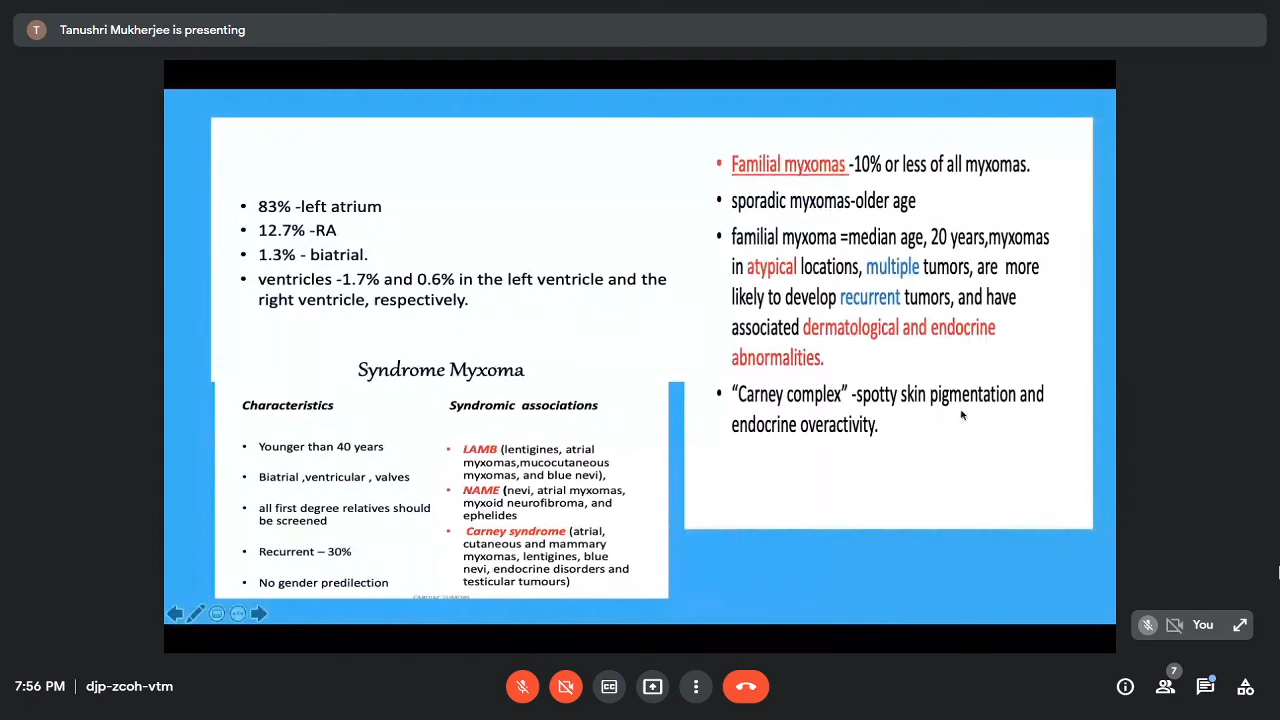 T
Tanushri Mukherjee is presenting
• 83% -left atrium
• 12.7% -RA
• 1.3% - biatrial.
• ventricles -1.7% and 0.6% in the left ventricle and the
right ventricle, respectively.
Syndrome Myxoma
Characteristics
• Younger than 40 years
• Biatrial ,ventricular , valves
• all first degree relatives should
be screened
• Recurrent – 30%
• No gender predilection
Syndromic associations
• LAMB (lentigines, atrial
myxomas,mucocutaneous
myxomas, and blue nevi),
• NAME (nevi, atrial myxomas,
myxoid neurofibroma, and
ephelides
• Carney syndrome (atrial,
cutaneous and mammary
myxomas, lentigines, blue
nevi, endocrine disorders and
testicular tumours)
CARDIAC TUMORS
• Familial myxomas -10% or less of all myxomas.
• sporadic myxomas-older age
• familial myxoma =median age, 20 years,myxomas
in atypical locations, multiple tumors, are more
likely to develop recurrent tumors, and have
associated dermatological and endocrine
abnormalities.
• “Carney complex” -spotty skin pigmentation and
endocrine overactivity.
You
7:56 PM | djp-zcoh-vtm
CC
7